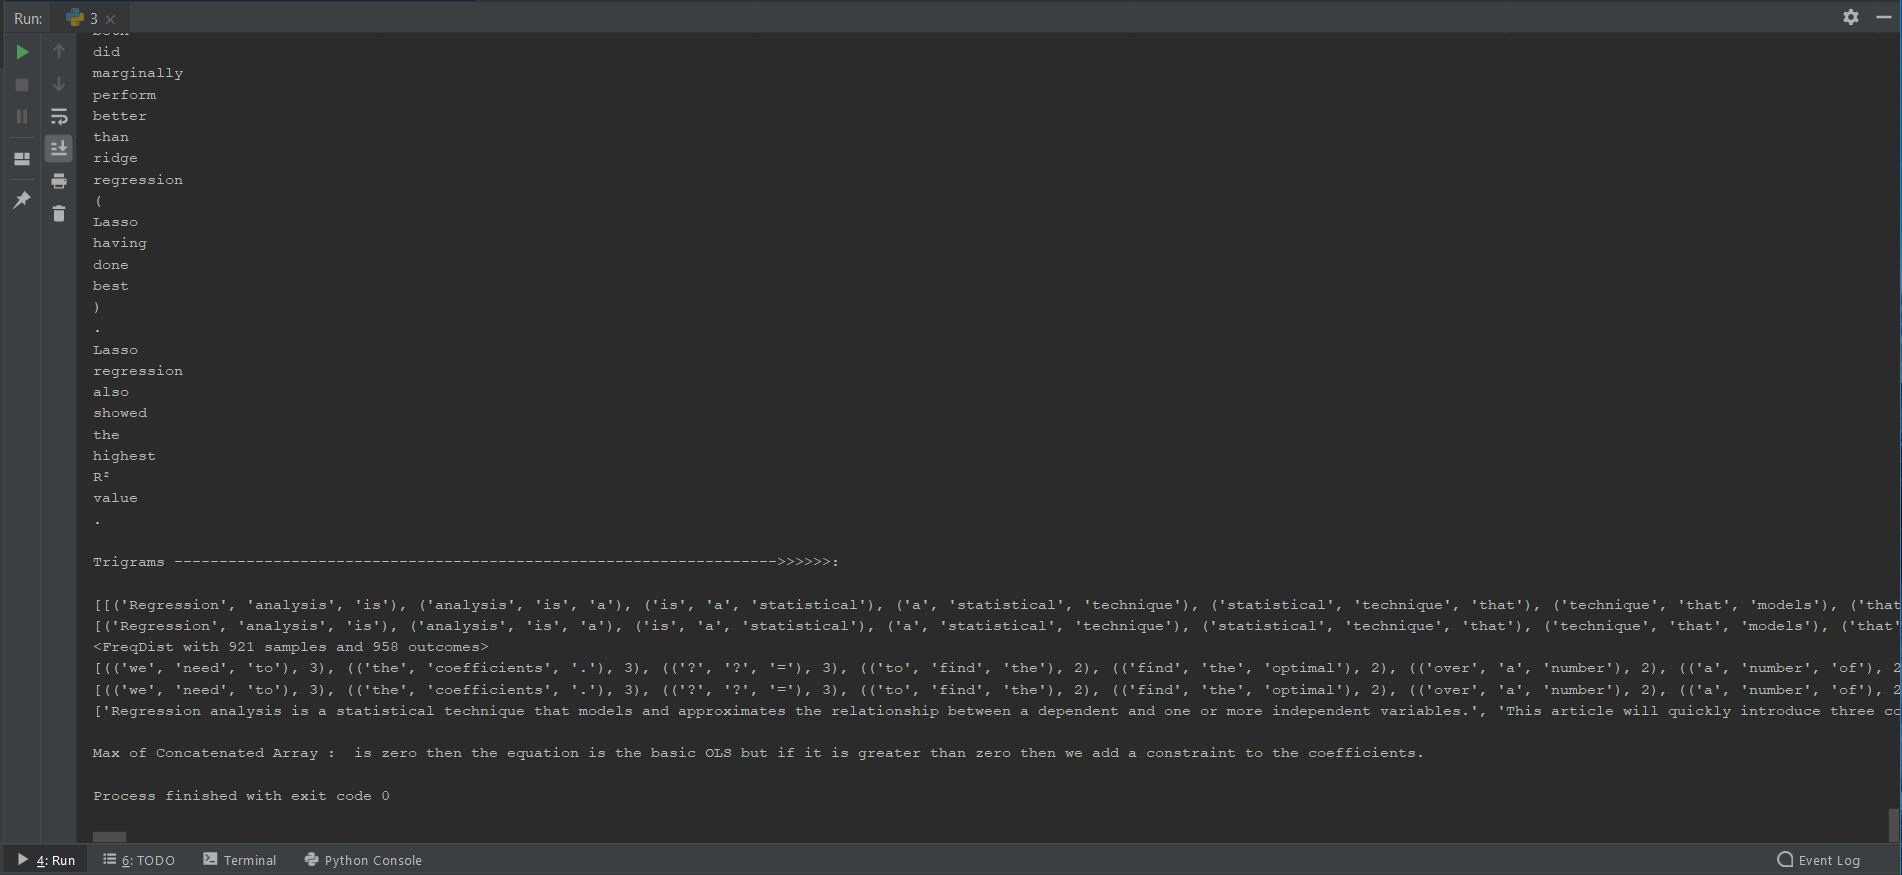 Run: 3
did
marginally
perform
better
than
ridge
regression
(
Lasso
having
done
best
)
.
Lasso
regression
also
showed
the
highest
R²
value
.
Trigrams ------------------------------------------------------------------->>>>>>:
[[('Regression', 'analysis', 'is'), ('analysis', 'is', 'a'), ('is', 'a', 'statistical'), ('a', 'statistical', 'technique'), ('statistical', 'technique', 'that'), ('technique', 'that', 'models'), ('that
[('Regression', 'analysis', 'is'), ('analysis', 'is', 'a'), ('is', 'a', 'statistical'), ('a', 'statistical', 'technique'), ('statistical', 'technique', 'that'), ('technique', 'that', 'models'), ('that'
<FreqDist with 921 samples and 958 outcomes>
[(('we', 'need', 'to'), 3), (('the', 'coefficients', '.'), 3), (('?', '?', '='), 3), (('to', 'find', 'the'), 2), (('find', 'the', 'optimal'), 2), (('over', 'a', 'number'), 2), (('a', 'number', 'of'), 2
[(('we', 'need', 'to'), 3), (('the', 'coefficients', '.'), 3), (('?', '?', '='), 3), (('to', 'find', 'the'), 2), (('find', 'the', 'optimal'), 2), (('over', 'a', 'number'), 2), (('a', 'number', 'of'), 2
['Regression analysis is a statistical technique that models and approximates the relationship between a dependent and one or more independent variables.', 'This article will quickly introduce three co
Max of Concatenated Array :  is zero then the equation is the basic OLS but if it is greater than zero then we add a constraint to the coefficients.
Process finished with exit code 0
4: Run 6: TODO Terminal Python Console Event Log